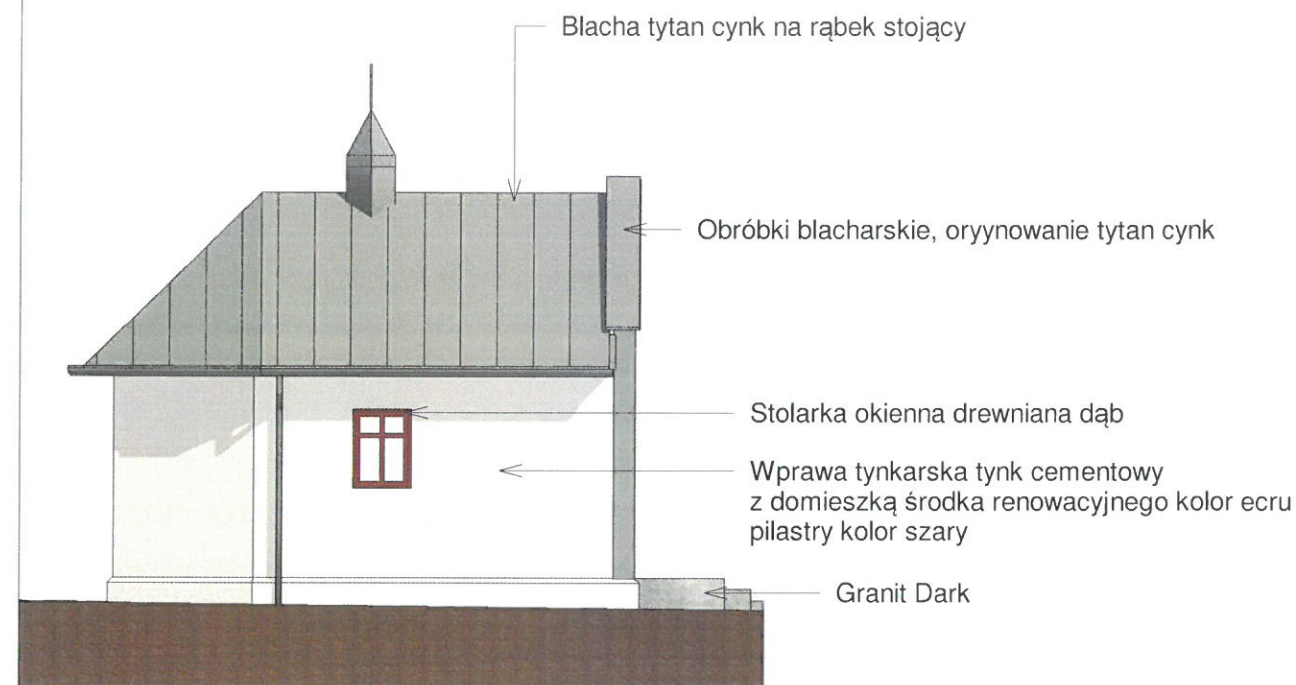 Blacha tytan cynk na rąbek stojący
Obróbki blacharskie, oryynowanie tytan cynk
Stolarka okienna drewniana dąb
Wprawa tynkarska tynk cementowy
z domieszką środka renowacyjnego kolor ecru
pilastry kolor szary
Granit Dark